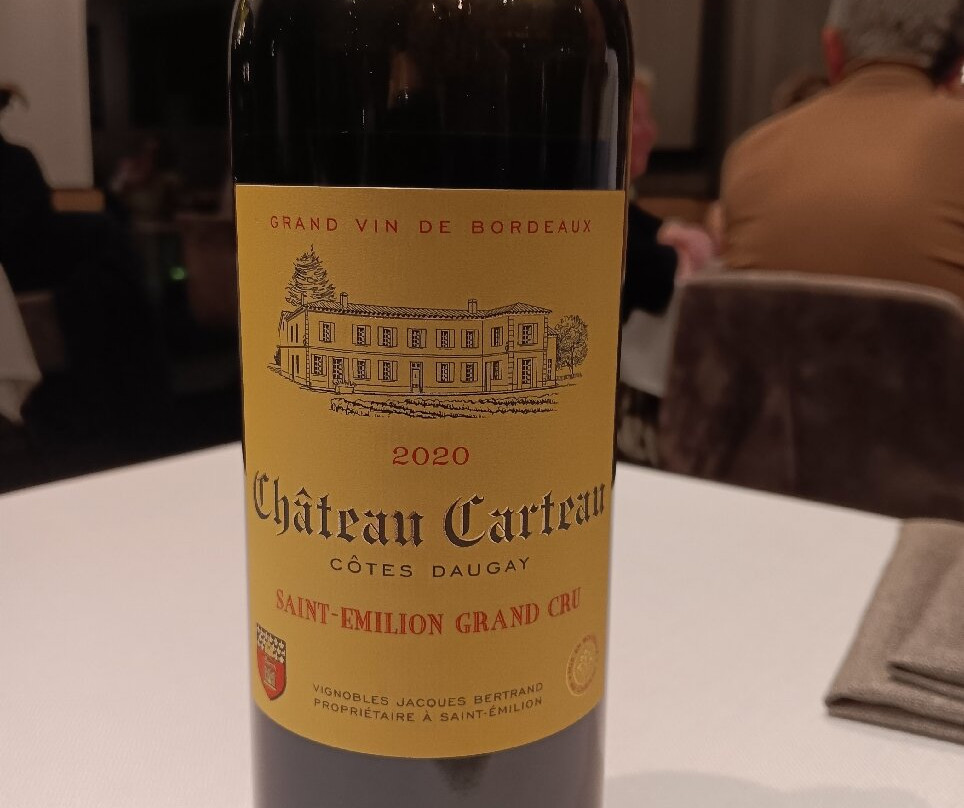 GRAND VIN DE BORDEAUX
2020
Château Carteau
CÔTES DAUGAY
SAINT-EMILION GRAND CRU
VIGNOBLES JACQUES BERTRAND
PROPRIÉTAIRE À SAINT-ÉMILION